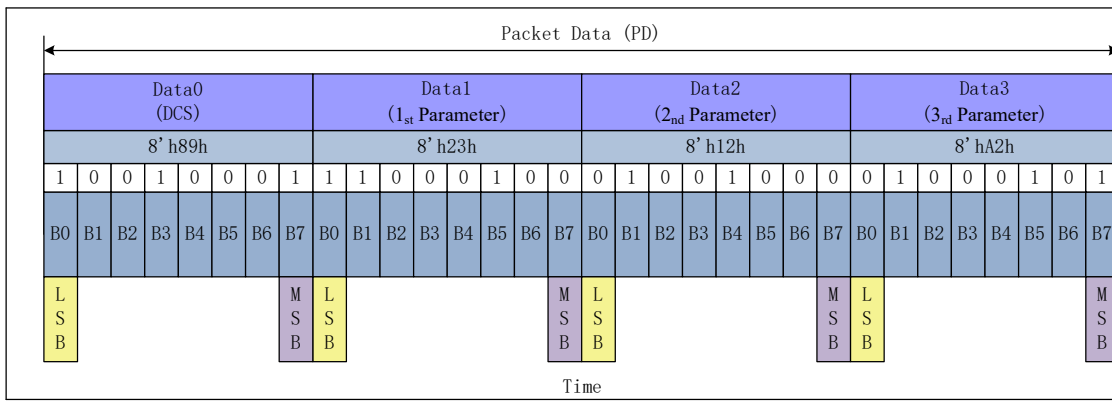 Packet Data (PD)
Data0 Data1 Data2 Data3
(DCS) (1st Parameter) (2nd Parameter) (3rd Parameter)
8'h89h 8'h23h 8'h12h 8'hA2h
1 0 0 1 0 0 0 1 1 1 0 0 0 1 0 0 0 1 0 0 1 0 0 0 0 1 0 0 0 1 0 1
B0 B1 B2 B3 B4 B5 B6 B7 B0 B1 B2 B3 B4 B5 B6 B7 B0 B1 B2 B3 B4 B5 B6 B7 B0 B1 B2 B3 B4 B5 B6 B7
L M L M L M L M
S S S S S S S S
B B B B B B B B
Time